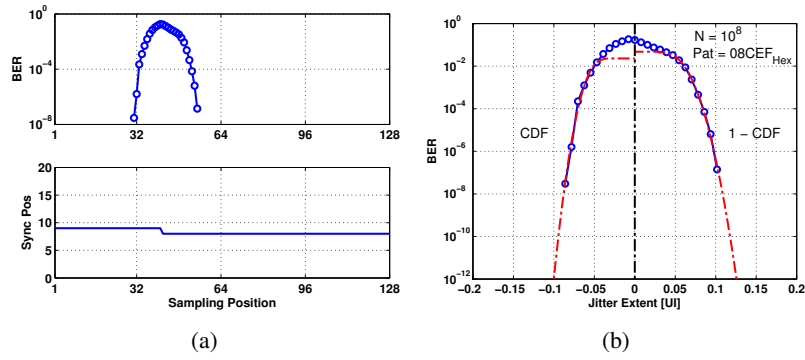 BER
10^0
10^-4
10^-8
1 32 64 96 128
Sync Pos
20
15
10
5
0
1 32 64 96 128
Sampling Position
(a)
BER
10^0
10^-2
10^-4
10^-6
10^-8
10^-10
10^-12
N = 10^8
Pat = 08CEF_Hex
CDF
1 − CDF
−0.2 −0.15 −0.1 −0.05 0 0.05 0.1 0.15 0.2
Jitter Extent [UI]
(b)